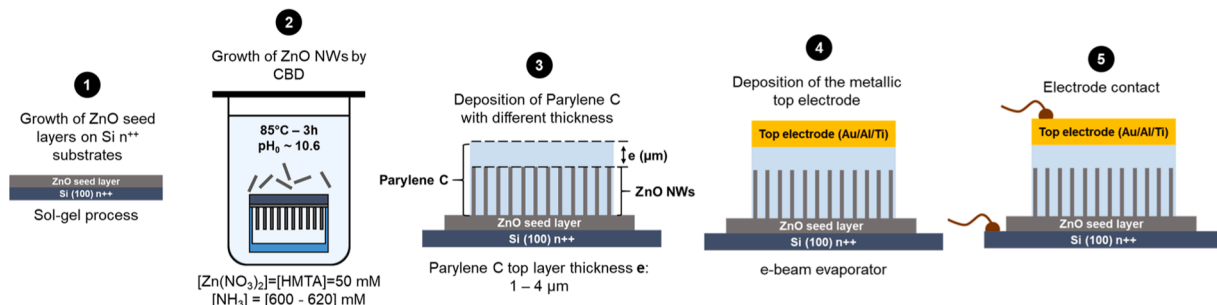 1
Growth of ZnO seed
layers on Si n⁺⁺
substrates
ZnO seed layer
Si (100) n++
Sol-gel process
2
Growth of ZnO NWs by
CBD
85°C – 3h
pH₀ ~ 10.6
[Zn(NO₃)₂]=[HMTA]=50 mM
[NH₃] = [600 - 620] mM
3
Deposition of Parylene C
with different thickness
e (µm)
Parylene C
ZnO NWs
ZnO seed layer
Si (100) n++
Parylene C top layer thickness e:
1 – 4 µm
4
Deposition of the metallic
top electrode
Top electrode (Au/Al/Ti)
ZnO seed layer
Si (100) n++
e-beam evaporator
5
Electrode contact
Top electrode (Au/Al/Ti)
ZnO seed layer
Si (100) n++